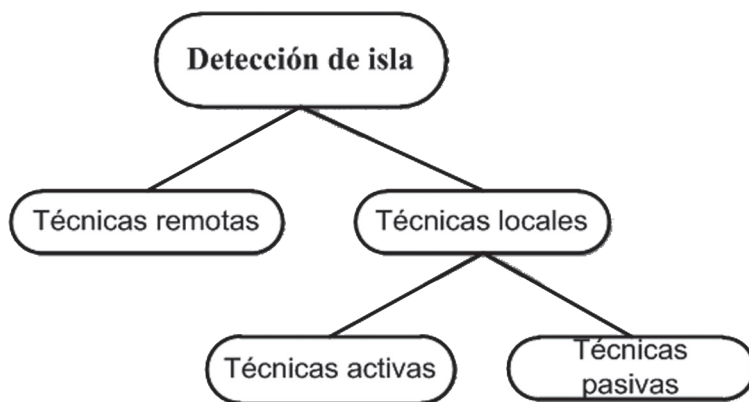 Detección de isla
Técnicas remotas
Técnicas locales
Técnicas activas
Técnicas
pasivas